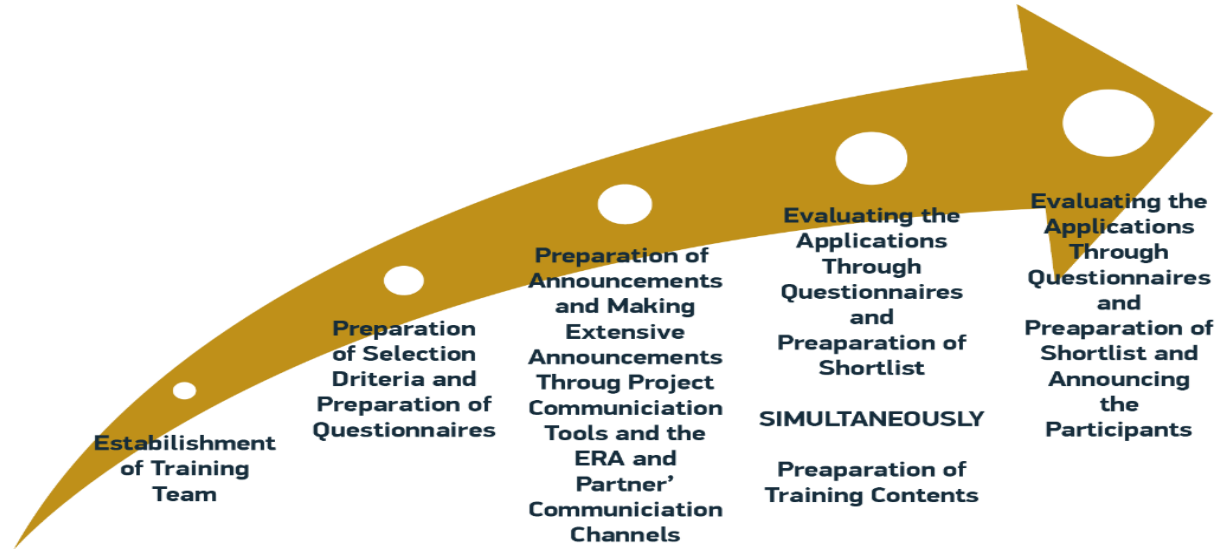 Estabilishment
of Training
Team
Preparation
of Selection
Driteria and
Preparation of
Questionnaires
Preparation of
Announcements
and Making
Extensive
Announcements
Throug Project
Communiciation
Tools and the
ERA and
Partner’
Communiciation
Channels
Evaluating the
Applications
Through
Questionnaires
and
Preaparation of
Shortlist
SIMULTANEOUSLY
Preaparation of
Training Contents
Evaluating the
Applications
Through
Questionnaires
and
Preaparation of
Shortlist and
Announcing
the
Participants